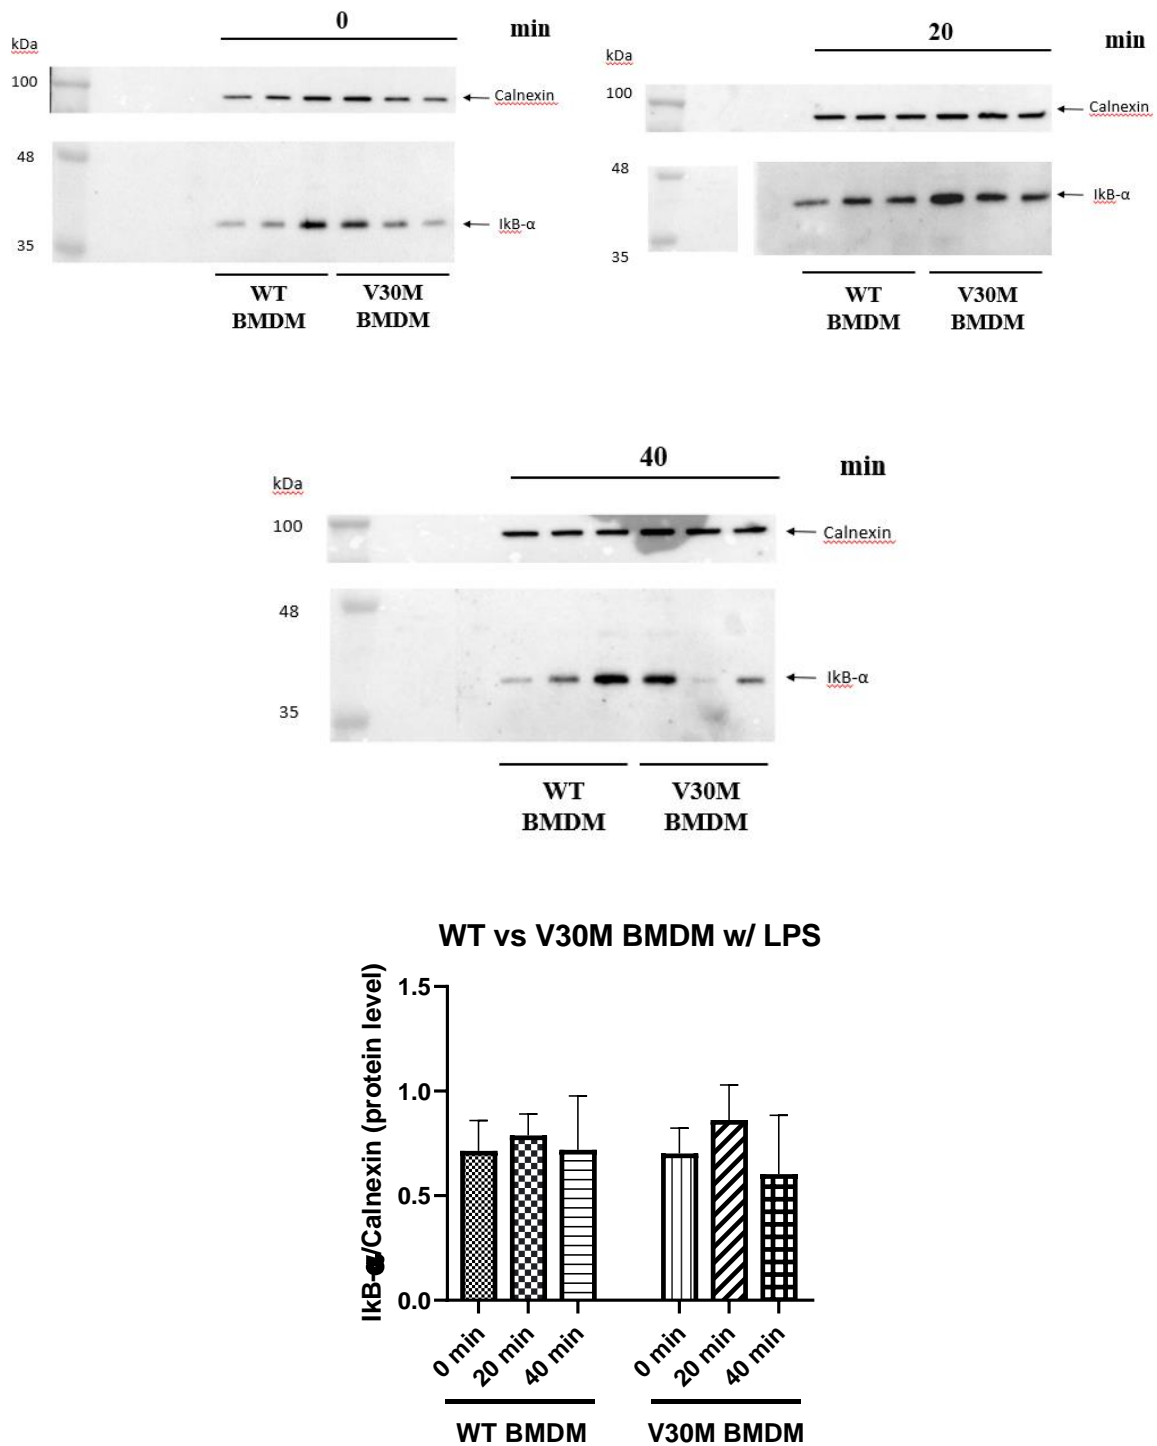 0
min
kDa
100
Calnexin
48
IkB-α
35
WT
BMDM
V30M
BMDM
20
min
kDa
100
Calnexin
48
IkB-α
35
WT
BMDM
V30M
BMDM
40
min
kDa
100
Calnexin
48
IkB-α
35
WT
BMDM
V30M
BMDM
WT vs V30M BMDM w/ LPS
IkB-α/Calnexin (protein level)
1.5
1.0
0.5
0.0
0 min
20 min
40 min
0 min
20 min
40 min
WT BMDM
V30M BMDM